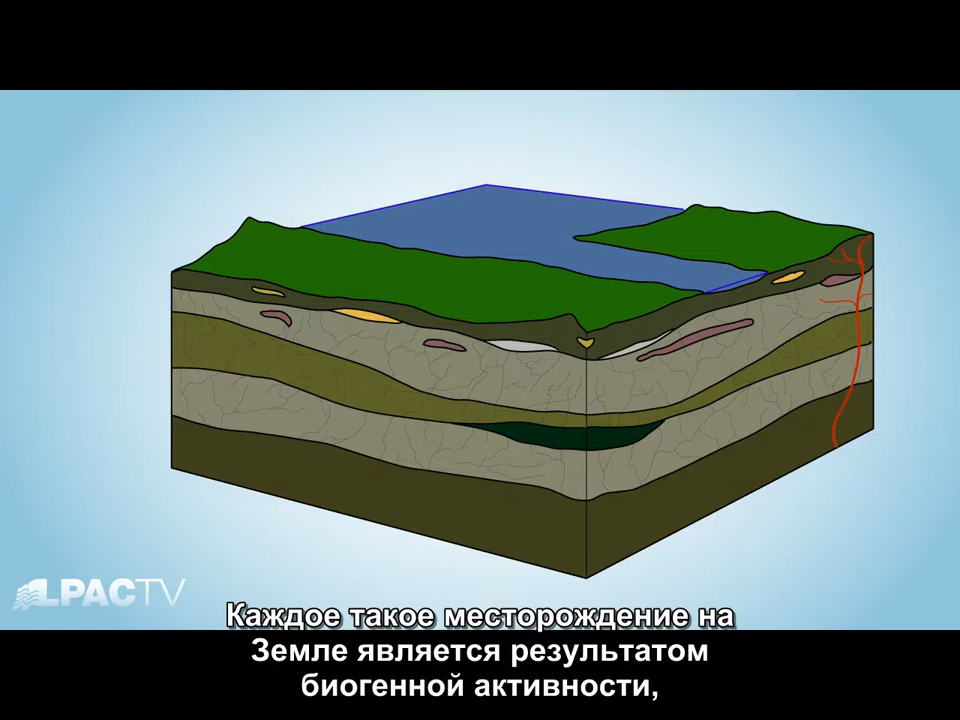 LPACTV
Каждое такое месторождение на
Земле является результатом
биогенной активности,